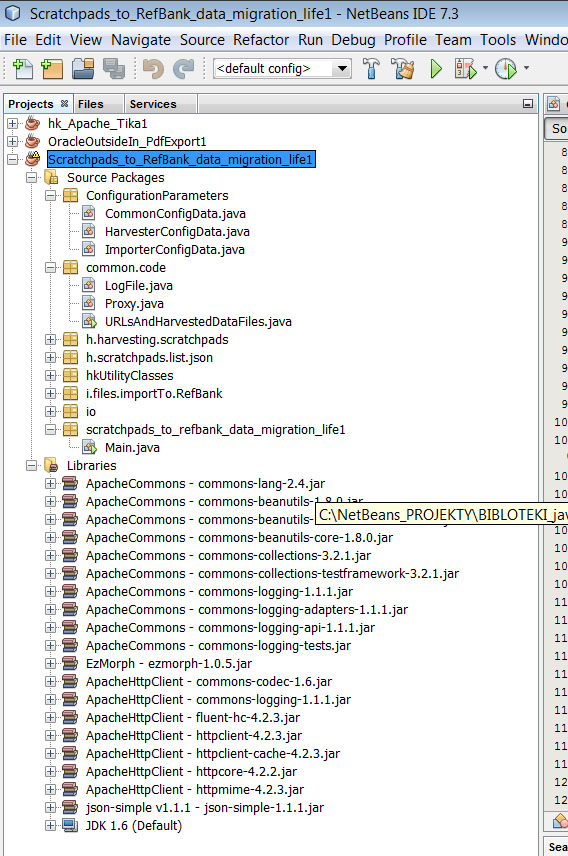 Scratchpads_to_RefBank_data_migration_life1 - NetBeans IDE 7.3
File Edit View Navigate Source Refactor Run Debug Profile Team Tools Windo
<default config>
Projects Files Services
hk_Apache_Tika1
OracleOutsideIn_PdfExport1
Scratchpads_to_RefBank_data_migration_life1
Source Packages
ConfigurationParameters
CommonConfigData.java
HarvesterConfigData.java
ImporterConfigData.java
common.code
LogFile.java
Proxy.java
URLsAndHarvestedDataFiles.java
h.harvesting.scratchpads
h.scratchpads.list.json
hkUtilityClasses
i.files.importTo.RefBank
io
scratchpads_to_refbank_data_migration_life1
Main.java
Libraries
ApacheCommons - commons-lang-2.4.jar
ApacheCommons - commons-beanutils-1.8.0.jar
C:\NetBeans_PROJEKTY\BIBLOTEKI_jav
ApacheCommons - commons-beanutils-
ApacheCommons - commons-beanutils-core-1.8.0.jar
ApacheCommons - commons-collections-3.2.1.jar
ApacheCommons - commons-collections-testframework-3.2.1.jar
ApacheCommons - commons-logging-1.1.1.jar
ApacheCommons - commons-logging-adapters-1.1.1.jar
ApacheCommons - commons-logging-api-1.1.1.jar
ApacheCommons - commons-logging-tests.jar
EzMorph - ezmorph-1.0.5.jar
ApacheHttpClient - commons-codec-1.6.jar
ApacheHttpClient - commons-logging-1.1.1.jar
ApacheHttpClient - fluent-hc-4.2.3.jar
ApacheHttpClient - httpclient-4.2.3.jar
ApacheHttpClient - httpclient-cache-4.2.3.jar
ApacheHttpClient - httpcore-4.2.2.jar
ApacheHttpClient - httpmime-4.2.3.jar
json-simple v1.1.1 - json-simple-1.1.1.jar
JDK 1.6 (Default)
So
Sea